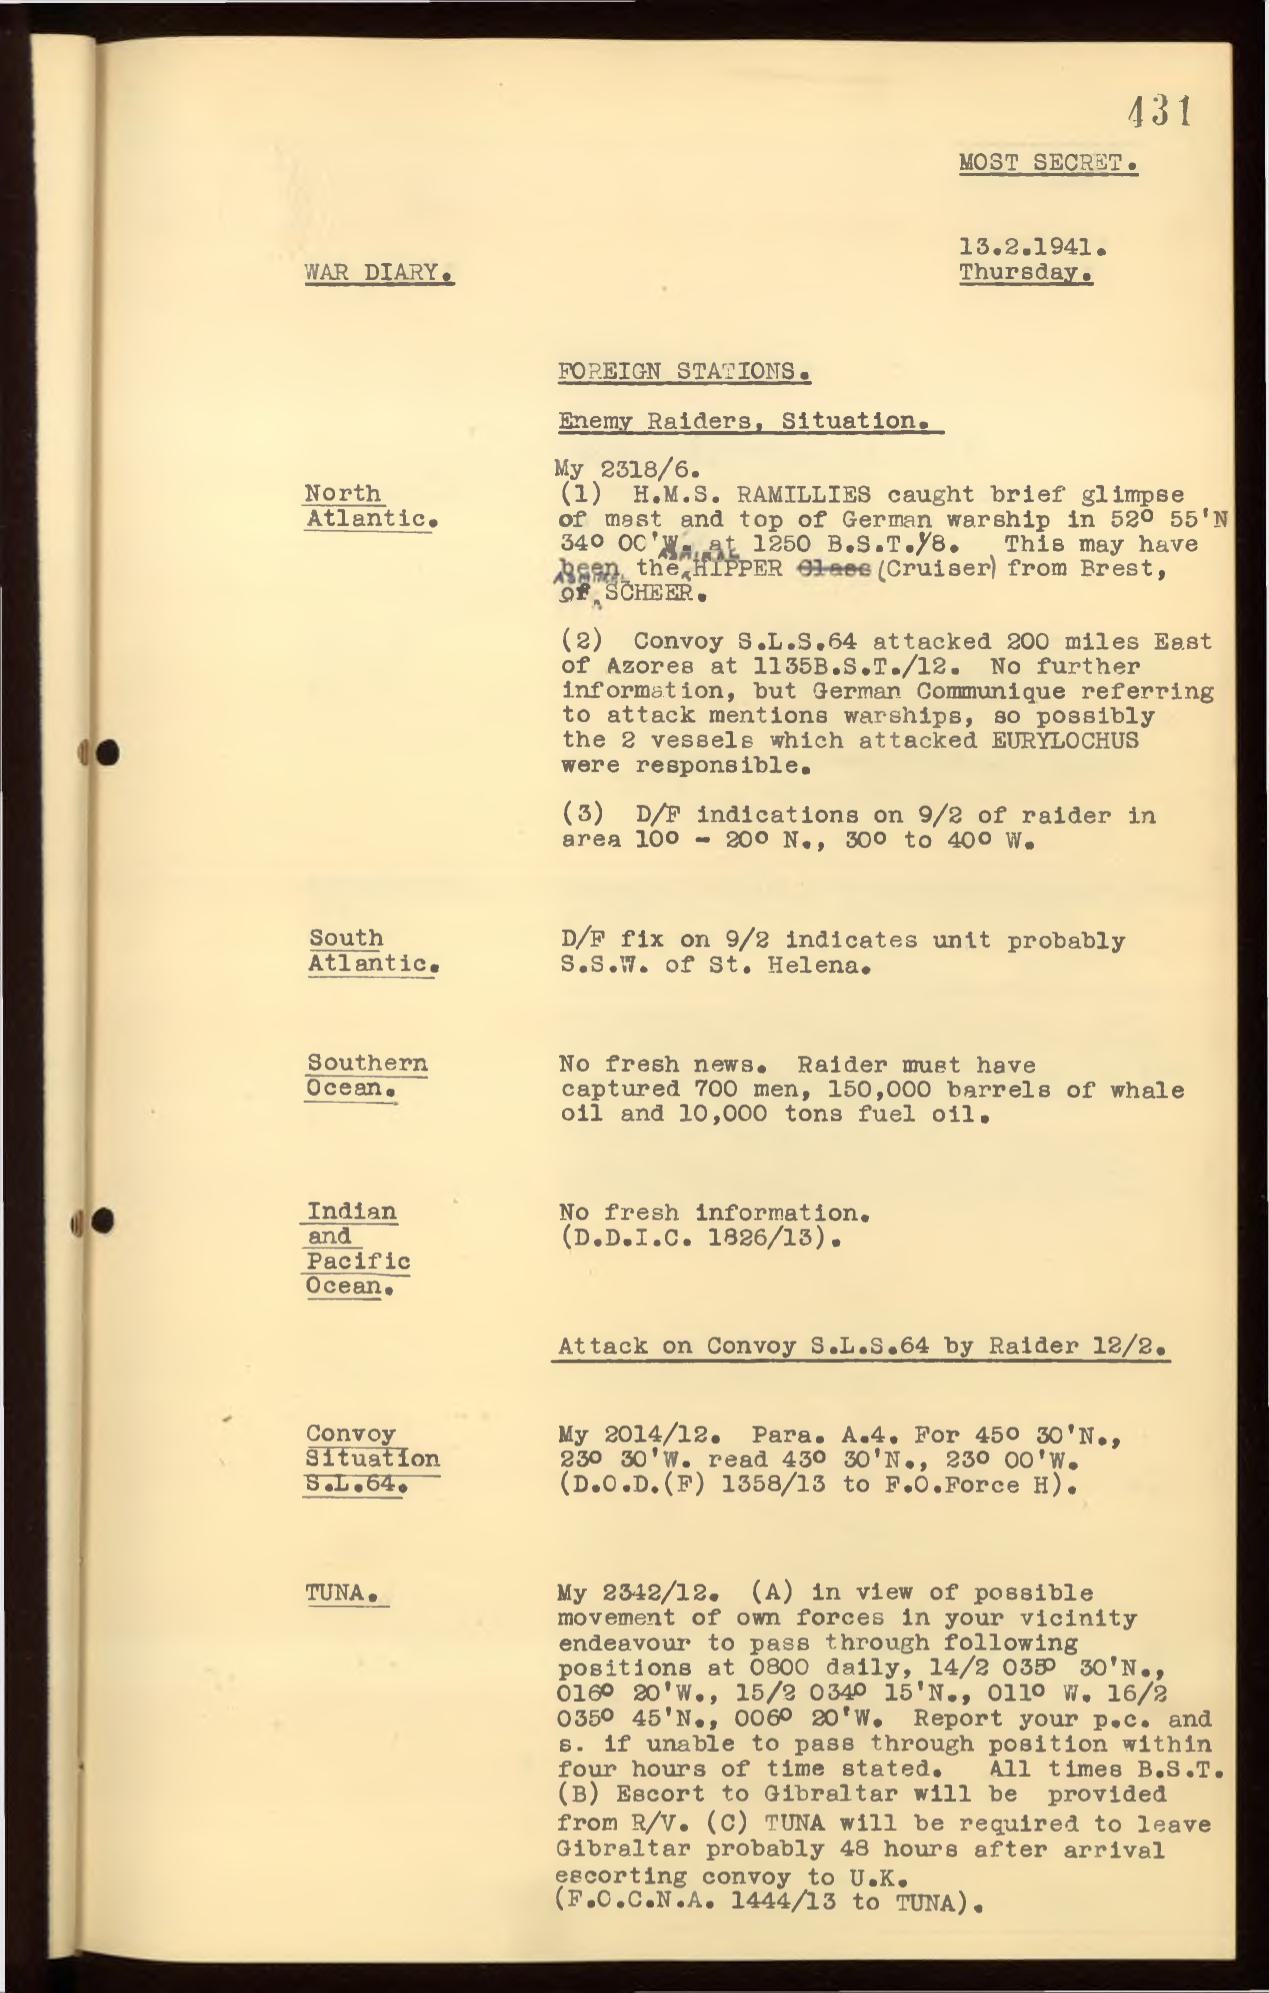 431
MOST SECRET.
13.2.1941.
WAR DIARY.
Thursday.
FOREIGN STATIONS.
Enemy Raiders, Situation.
My 2318/6.
North
Atlantic.
(1) H.M.S. RAMILLIES caught brief glimpse
of mast and top of German warship in 52° 55'N
34° 00'W. at 1250 B.S.T./8. This may have
ADMIRAL
been the HIPPER Class (Cruiser) from Brest,
ADMIRAL
of SCHEER.
(2) Convoy S.L.S.64 attacked 200 miles East
of Azores at 1135B.S.T./12. No further
information, but German Communique referring
to attack mentions warships, so possibly
the 2 vessels which attacked EURYLOCHUS
were responsible.
(3) D/F indications on 9/2 of raider in
area 10° - 20° N., 30° to 40° W.
South
Atlantic.
D/F fix on 9/2 indicates unit probably
S.S.W. of St. Helena.
Southern
Ocean.
No fresh news. Raider must have
captured 700 men, 150,000 barrels of whale
oil and 10,000 tons fuel oil.
Indian
and
Pacific
Ocean.
No fresh information.
(D.D.I.C. 1826/13).
Attack on Convoy S.L.S.64 by Raider 12/2.
Convoy
Situation
S.L.64.
My 2014/12. Para. A.4. For 45° 30'N.,
23° 30'W. read 43° 30'N., 23° 00'W.
(D.O.D.(F) 1358/13 to F.O.Force H).
TUNA.
My 2342/12. (A) in view of possible
movement of own forces in your vicinity
endeavour to pass through following
positions at 0800 daily, 14/2 035° 30'N.,
016° 20'W., 15/2 034° 15'N., 011° W. 16/2
035° 45'N., 006° 20'W. Report your p.c. and
s. if unable to pass through position within
four hours of time stated. All times B.S.T.
(B) Escort to Gibraltar will be provided
from R/V. (C) TUNA will be required to leave
Gibraltar probably 48 hours after arrival
escorting convoy to U.K.
(F.O.C.N.A. 1444/13 to TUNA).